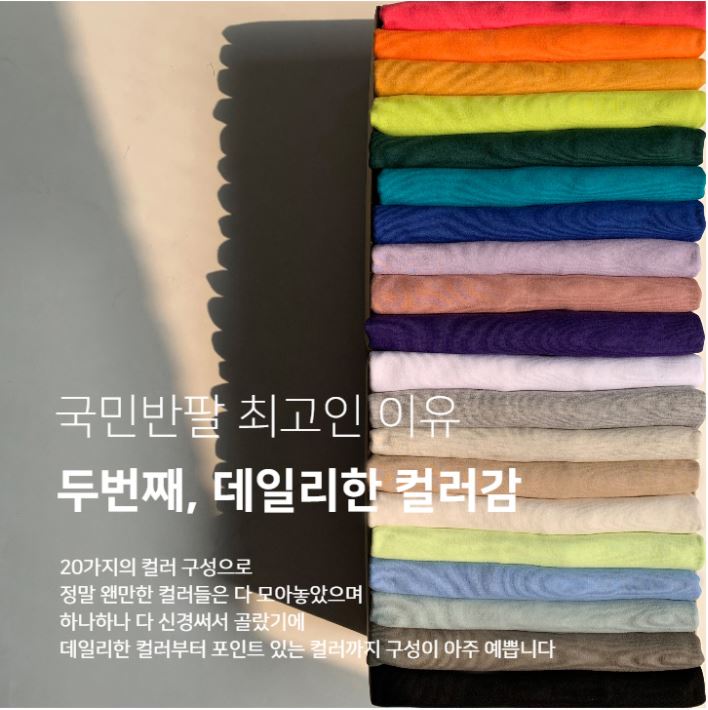 국민반팔 최고인 이유
두번째, 데일리한 컬러감
20가지의 컬러 구성으로
정말 왠만한 컬러들은 다 모아놓았으며
하나하나 다 신경써서 골랐기에
데일리한 컬러부터 포인트 있는 컬러까지 구성이 아주 예쁩니다